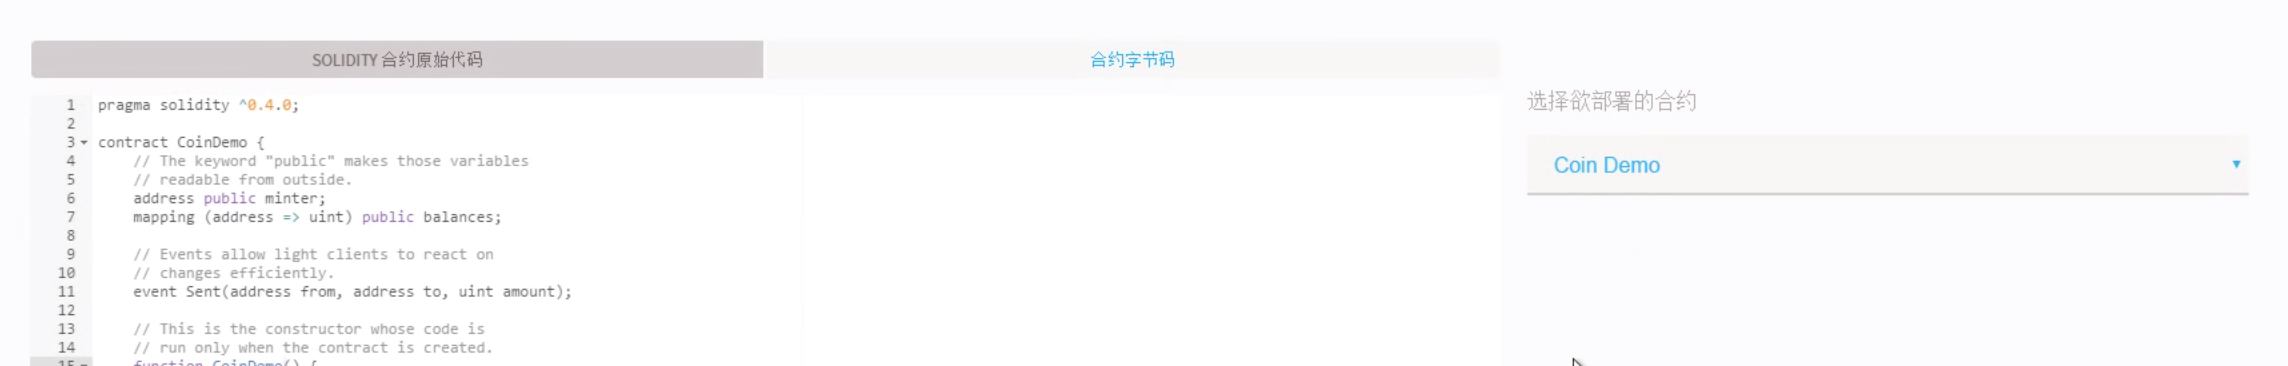 SOLIDITY 合约原始代码
合约字节码
选择欲部署的合约
Coin Demo
1 pragma solidity ^0.4.0;
2
3 contract CoinDemo {
4 // The keyword "public" makes those variables
5 // readable from outside.
6 address public minter;
7 mapping (address => uint) public balances;
8
9 // Events allow light clients to react on
10 // changes efficiently.
11 event Sent(address from, address to, uint amount);
12
13 // This is the constructor whose code is
14 // run only when the contract is created.
15 function CoinDemo() {